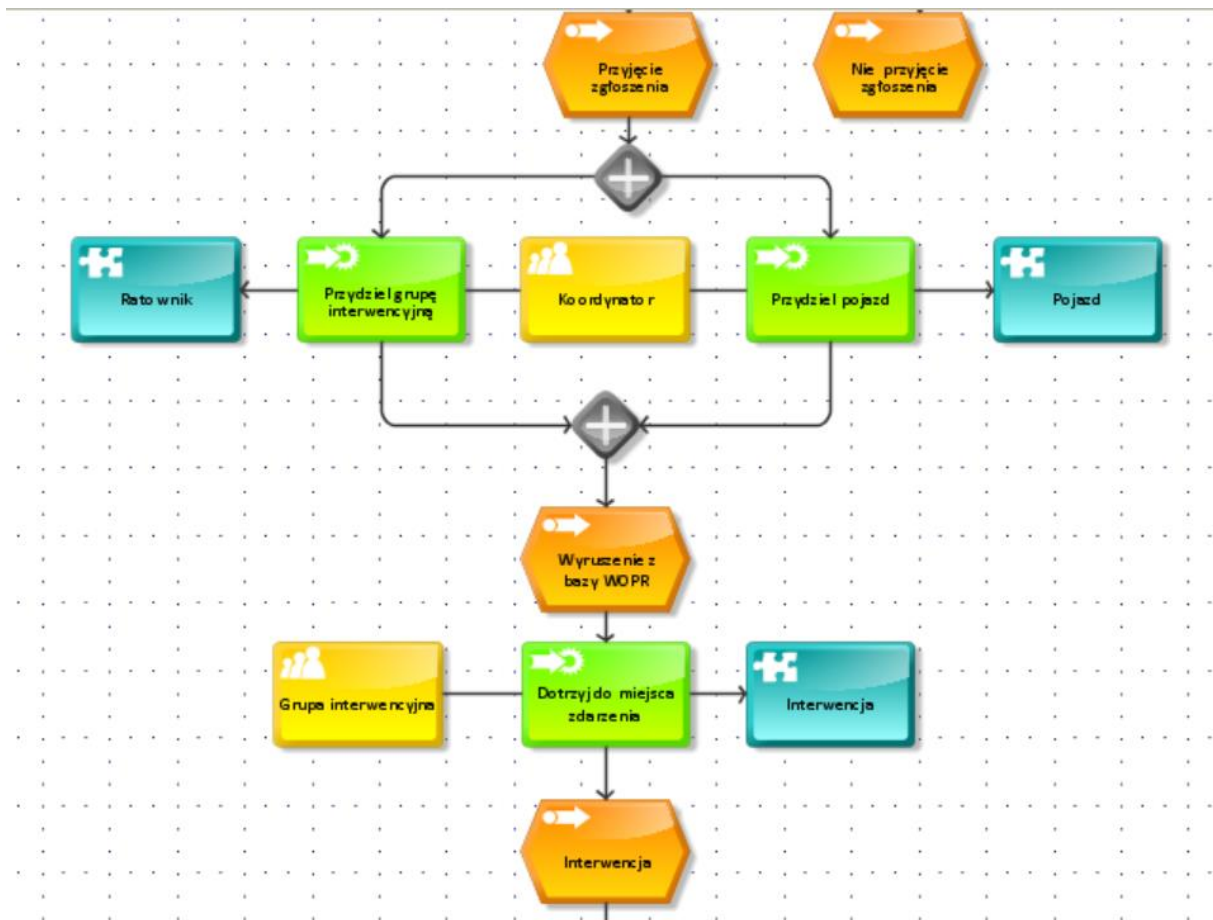 Przyjęcie
zgłoszenia
Nie przyjęcie
zgłoszenia
Ratownik
Przydziel grupę
interwencyjną
Koordynator
Przydziel pojazd
Pojazd
Wyruszenie z
bazy WOPR
Grupa interwencyjna
Dotrzyj do miejsca
zdarzenia
Interwencja
Interwencja